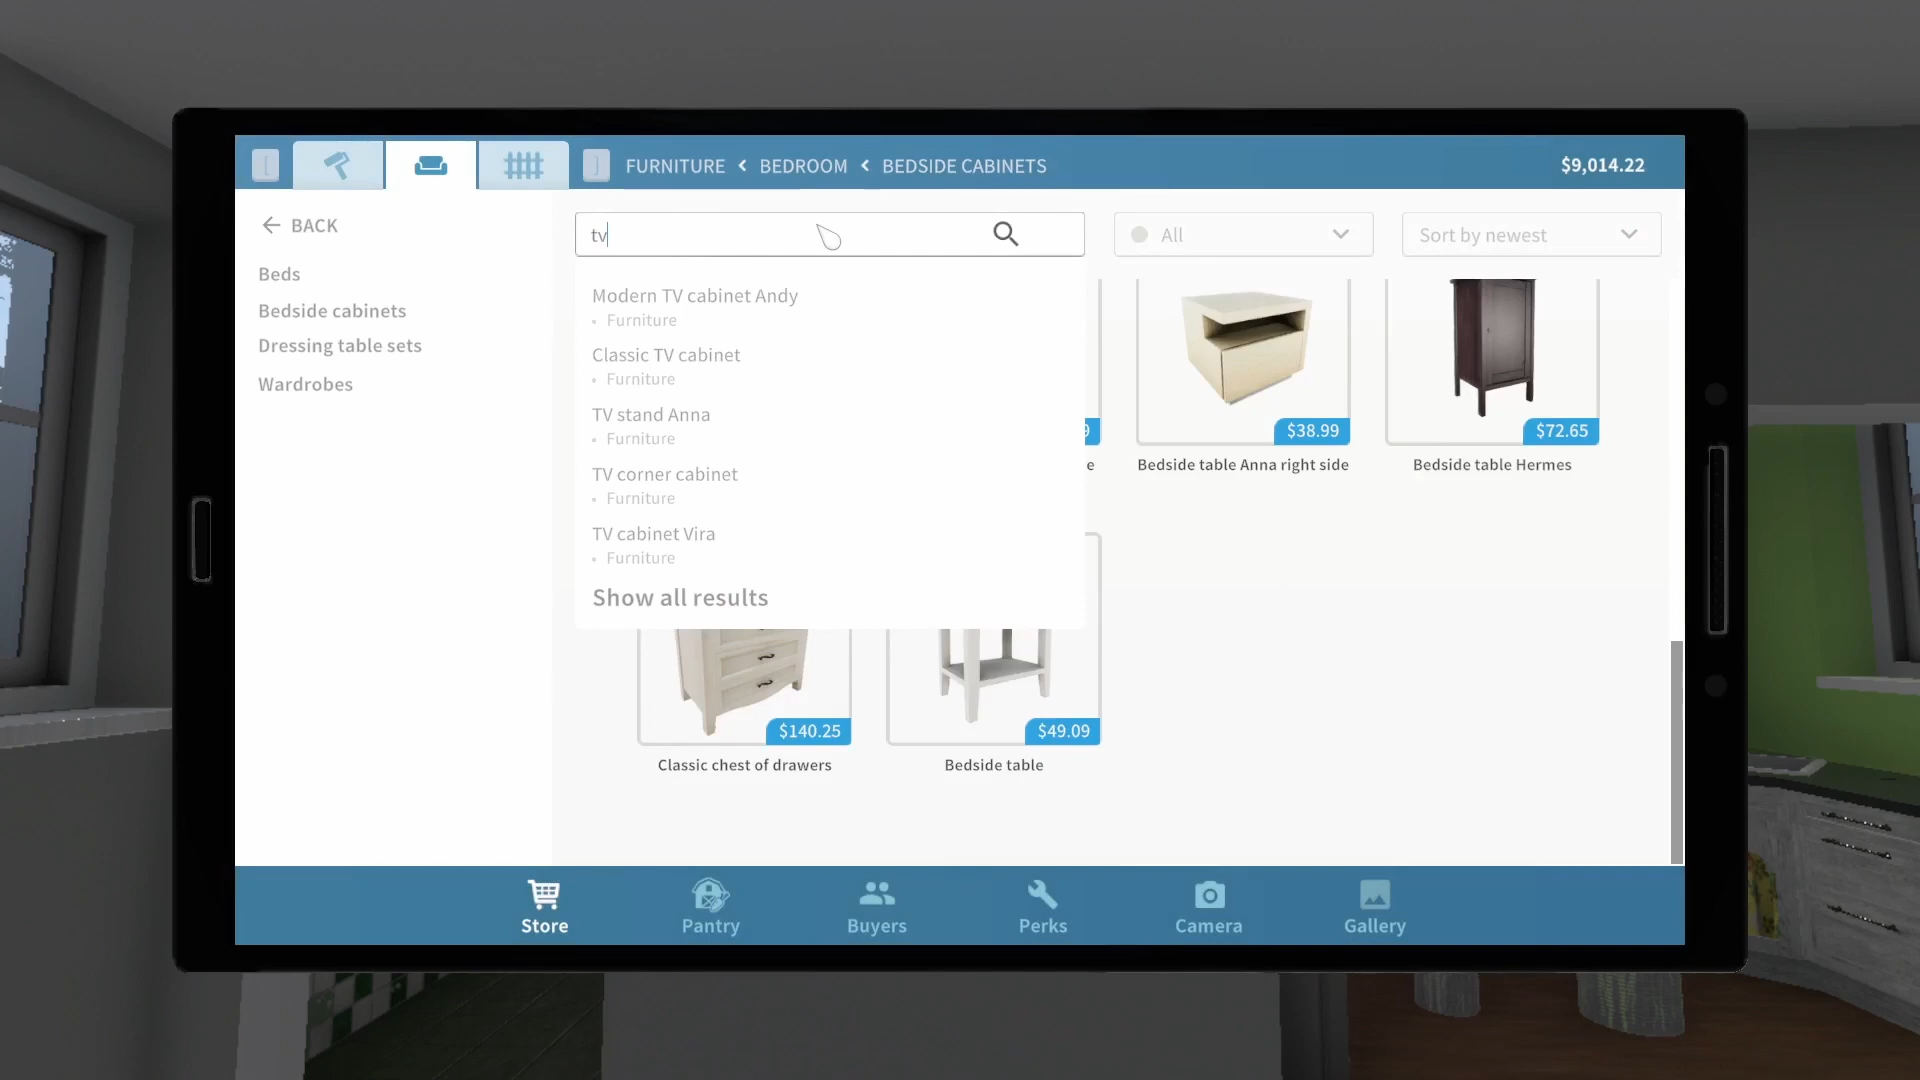 FURNITURE < BEDROOM < BEDSIDE CABINETS
$9,014.22
BACK
Beds
Bedside cabinets
Dressing table sets
Wardrobes
tv
All
Sort by newest
Modern TV cabinet Andy
• Furniture
Classic TV cabinet
• Furniture
TV stand Anna
• Furniture
TV corner cabinet
• Furniture
TV cabinet Vira
• Furniture
Show all results
9
$38.99
$72.65
e
Bedside table Anna right side
Bedside table Hermes
$140.25
$49.09
Classic chest of drawers
Bedside table
Store
Pantry
Buyers
Perks
Camera
Gallery